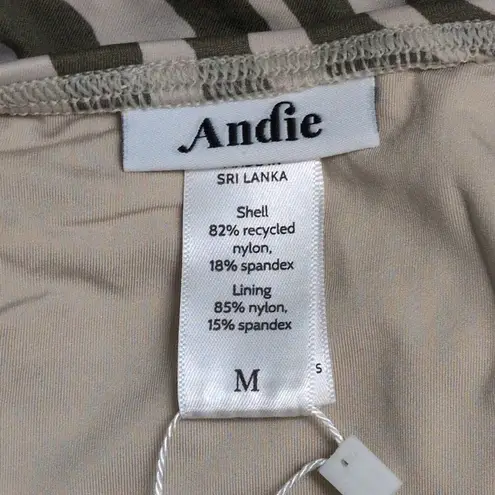 Andie
SRI LANKA
Shell
82% recycled
nylon,
18% spandex
Lining
85% nylon,
15% spandex
M
S